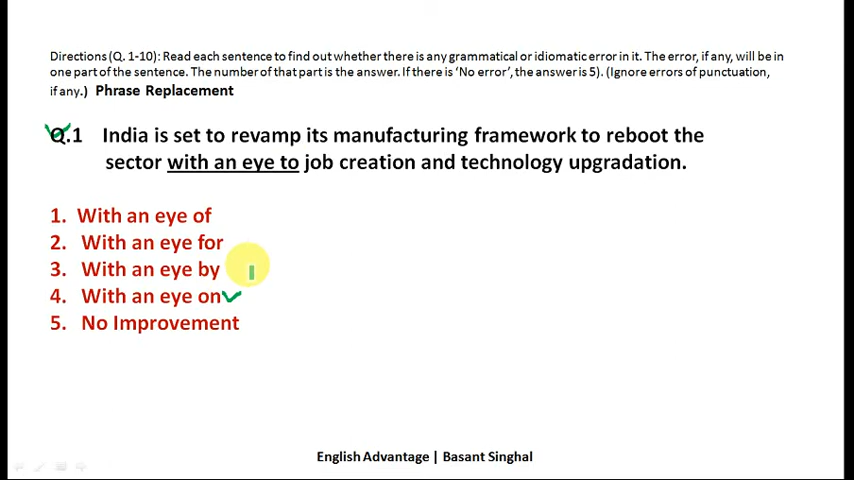 Directions (Q. 1-10): Read each sentence to find out whether there is any grammatical or idiomatic error in it. The error, if any, will be in
one part of the sentence. The number of that part is the answer. If there is 'No error', the answer is 5). (Ignore errors of punctuation,
if any.) Phrase Replacement
Q.1 India is set to revamp its manufacturing framework to reboot the
sector with an eye to job creation and technology upgradation.
1. With an eye of
2. With an eye for
3. With an eye by
4. With an eye on
5. No Improvement
English Advantage | Basant Singhal